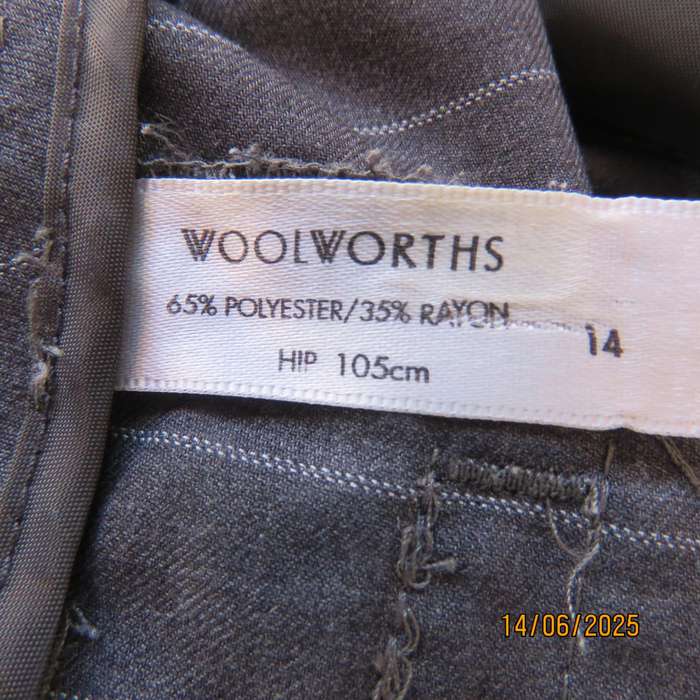 WOOLWORTHS
65% POLYESTER/35% RAYON
14
HIP 105cm
14/06/2025